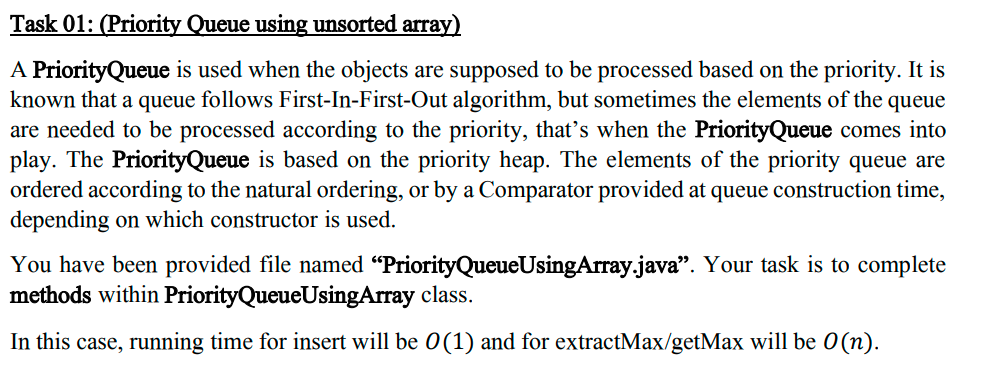 Task 01: (Priority Queue using unsorted array)
A PriorityQueue is used when the objects are supposed to be processed based on the priority. It is
known that a queue follows First-In-First-Out algorithm, but sometimes the elements of the queue
are needed to be processed according to the priority, that’s when the PriorityQueue comes into
play. The PriorityQueue is based on the priority heap. The elements of the priority queue are
ordered according to the natural ordering, or by a Comparator provided at queue construction time,
depending on which constructor is used.
You have been provided file named “PriorityQueueUsingArray.java”. Your task is to complete
methods within PriorityQueueUsingArray class.
In this case, running time for insert will be O(1) and for extractMax/getMax will be O(n).